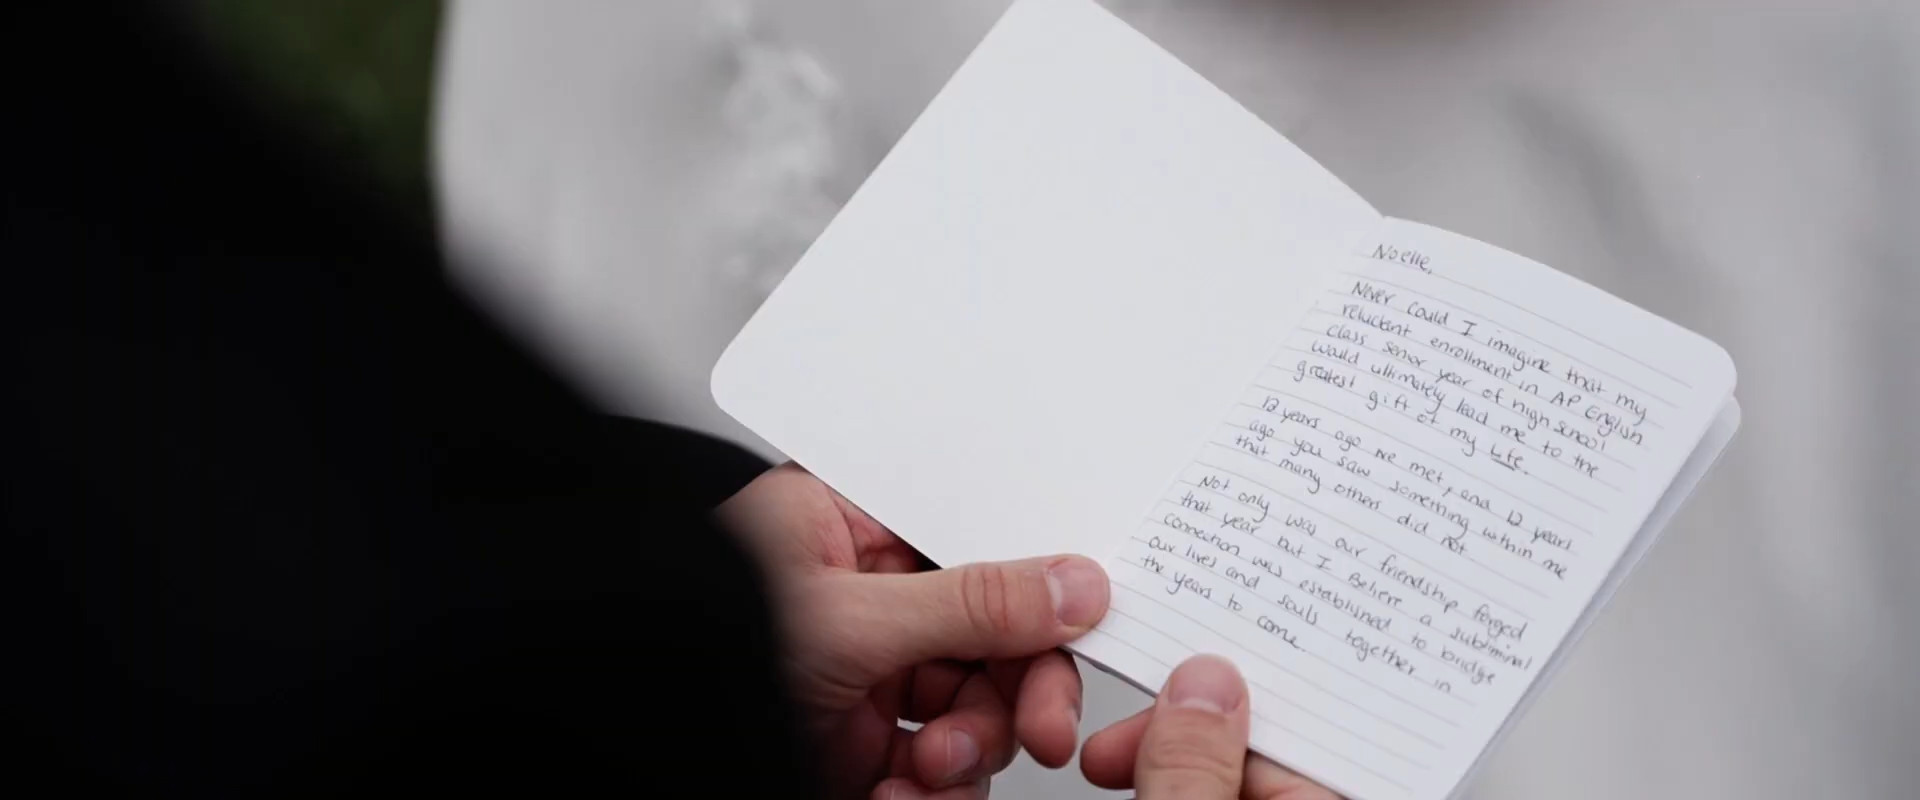 Noelle,
Never could I imagine that my
reluctant enrollment in AP English
class senior year of high school
would ultimately lead me to the
greatest gift of my life.
12 years ago we met, and 12 years
ago you saw something within me
that many others did not
Not only was our friendship forged
that year but I Believe a subliminal
connection was established to bridge
our lives and souls together in
the years to come.